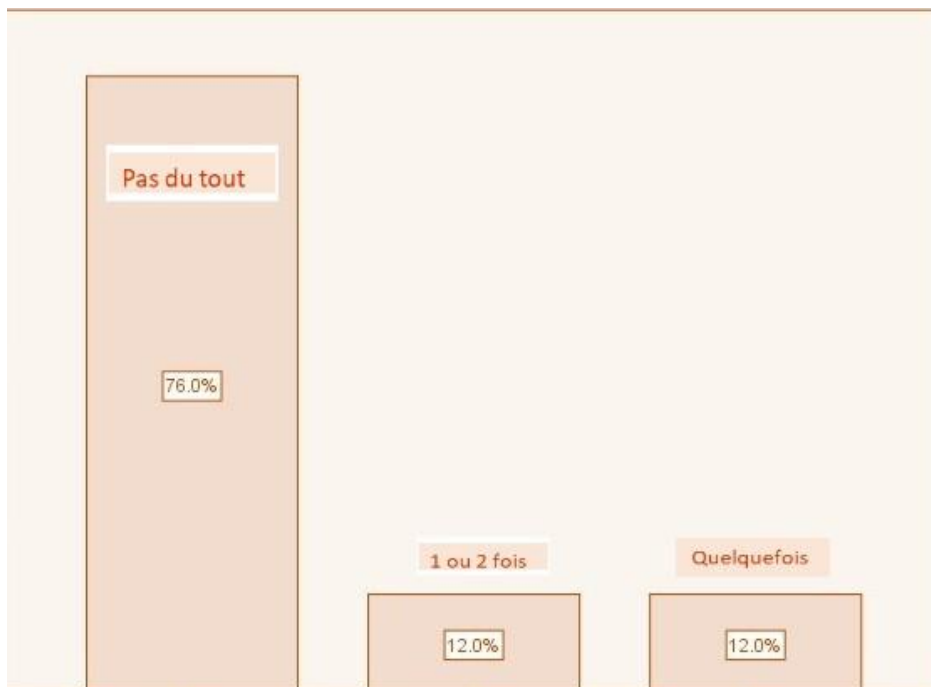 Pas du tout
76.0%
1 ou 2 fois
12.0%
Quelquefois
12.0%